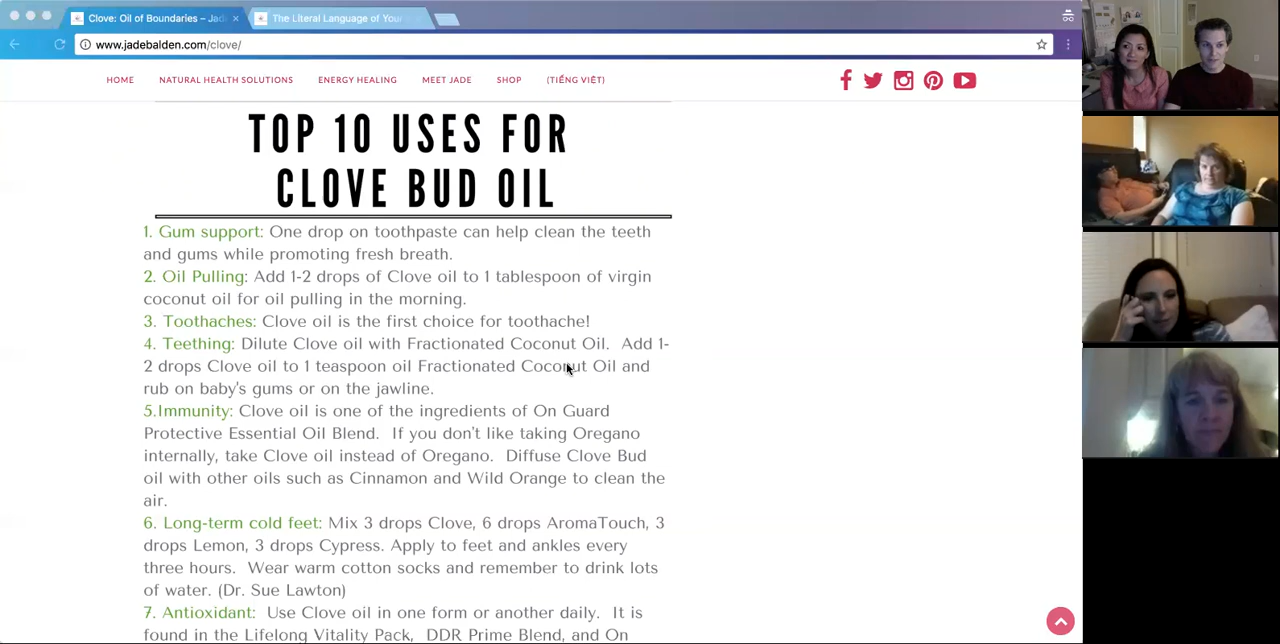 Clove: Oil of Boundaries – Jad
The Literal Language of Your
www.jadebalden.com/clove/
HOME NATURAL HEALTH SOLUTIONS ENERGY HEALING MEET JADE SHOP (TIẾNG VIỆT)
TOP 10 USES FOR
CLOVE BUD OIL
1. Gum support: One drop on toothpaste can help clean the teeth
and gums while promoting fresh breath.
2. Oil Pulling: Add 1-2 drops of Clove oil to 1 tablespoon of virgin
coconut oil for oil pulling in the morning.
3. Toothaches: Clove oil is the first choice for toothache!
4. Teething: Dilute Clove oil with Fractionated Coconut Oil. Add 1-
2 drops Clove oil to 1 teaspoon oil Fractionated Coconut Oil and
rub on baby's gums or on the jawline.
5.Immunity: Clove oil is one of the ingredients of On Guard
Protective Essential Oil Blend. If you don't like taking Oregano
internally, take Clove oil instead of Oregano. Diffuse Clove Bud
oil with other oils such as Cinnamon and Wild Orange to clean the
air.
6. Long-term cold feet: Mix 3 drops Clove, 6 drops AromaTouch, 3
drops Lemon, 3 drops Cypress. Apply to feet and ankles every
three hours. Wear warm cotton socks and remember to drink lots
of water. (Dr. Sue Lawton)
7. Antioxidant: Use Clove oil in one form or another daily. It is
found in the Lifelong Vitality Pack, DDR Prime Blend, and On